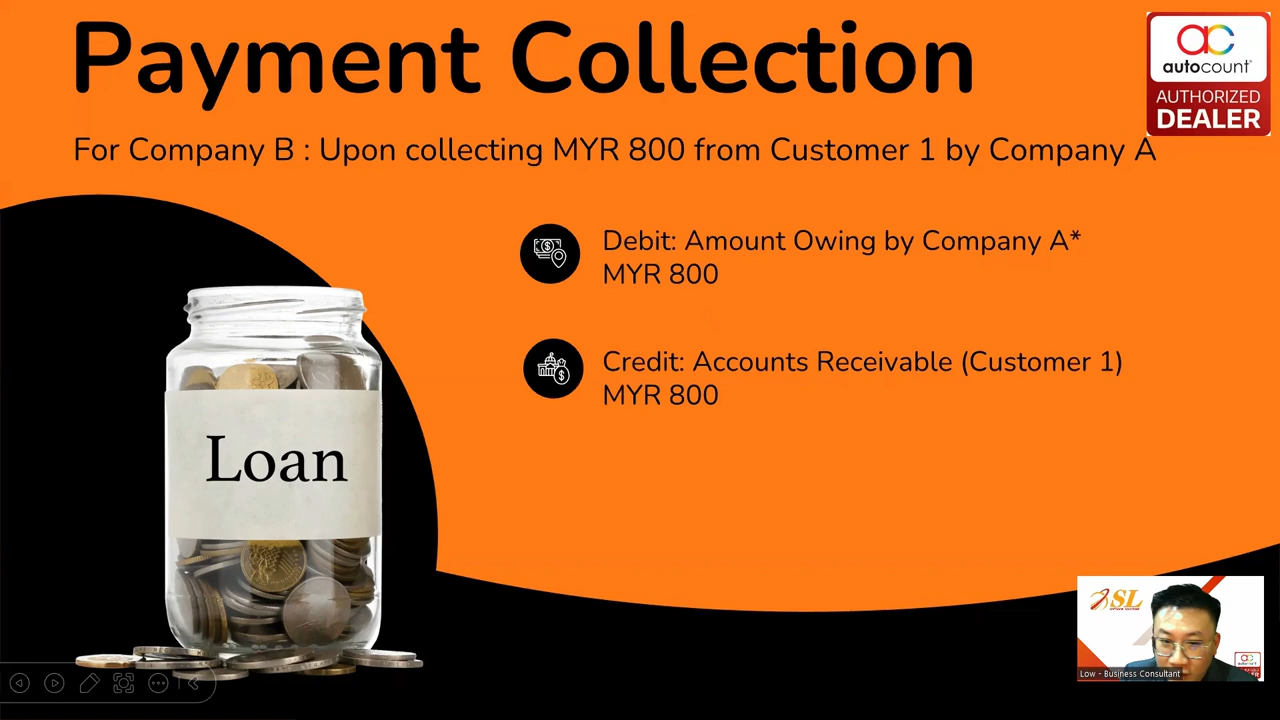 Payment Collection
ac
autocount
AUTHORIZED
DEALER
For Company B : Upon collecting MYR 800 from Customer 1 by Company A
Debit: Amount Owing by Company A*
MYR 800
Credit: Accounts Receivable (Customer 1)
MYR 800
Loan
SL
Low - Business Consultant